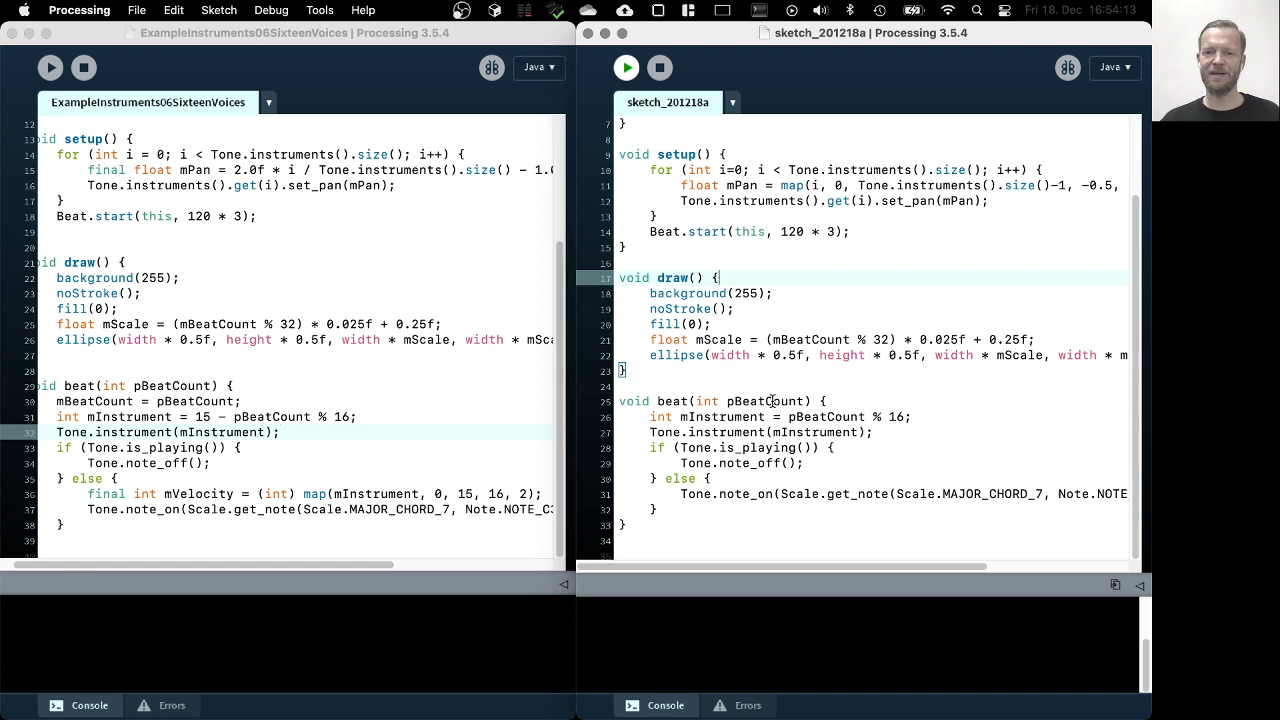 Processing File Edit Sketch Debug Tools Help Fri 18. Dec 16:54:13
ExampleInstruments06SixteenVoices | Processing 3.5.4
Java ▾
ExampleInstruments06SixteenVoices ▾
12
13 id setup() {
14 for (int i = 0; i < Tone.instruments().size(); i++) {
15 final float mPan = 2.0f * i / Tone.instruments().size() - 1.0
16 Tone.instruments().get(i).set_pan(mPan);
17 }
18 Beat.start(this, 120 * 3);
19
20
21 id draw() {
22 background(255);
23 noStroke();
24 fill(0);
25 float mScale = (mBeatCount % 32) * 0.025f + 0.25f;
26 ellipse(width * 0.5f, height * 0.5f, width * mScale, width * mSca
27
28
29 id beat(int pBeatCount) {
30 mBeatCount = pBeatCount;
31 int mInstrument = 15 - pBeatCount % 16;
32 Tone.instrument(mInstrument);
33 if (Tone.is_playing()) {
34 Tone.note_off();
35 } else {
36 final int mVelocity = (int) map(mInstrument, 0, 15, 16, 2);
37 Tone.note_on(Scale.get_note(Scale.MAJOR_CHORD_7, Note.NOTE_C3
38 }
39
Console Errors
sketch_201218a | Processing 3.5.4
Java ▾
sketch_201218a ▾
7 }
8
9 void setup() {
10 for (int i=0; i < Tone.instruments().size(); i++) {
11 float mPan = map(i, 0, Tone.instruments().size()-1, -0.5,
12 Tone.instruments().get(i).set_pan(mPan);
13 }
14 Beat.start(this, 120 * 3);
15 }
16
17 void draw() {
18 background(255);
19 noStroke();
20 fill(0);
21 float mScale = (mBeatCount % 32) * 0.025f + 0.25f;
22 ellipse(width * 0.5f, height * 0.5f, width * mScale, width * m
23 }
24
25 void beat(int pBeatCount) {
26 int mInstrument = pBeatCount % 16;
27 Tone.instrument(mInstrument);
28 if (Tone.is_playing()) {
29 Tone.note_off();
30 } else {
31 Tone.note_on(Scale.get_note(Scale.MAJOR_CHORD_7, Note.NOTE
32 }
33 }
34
35
Console Errors